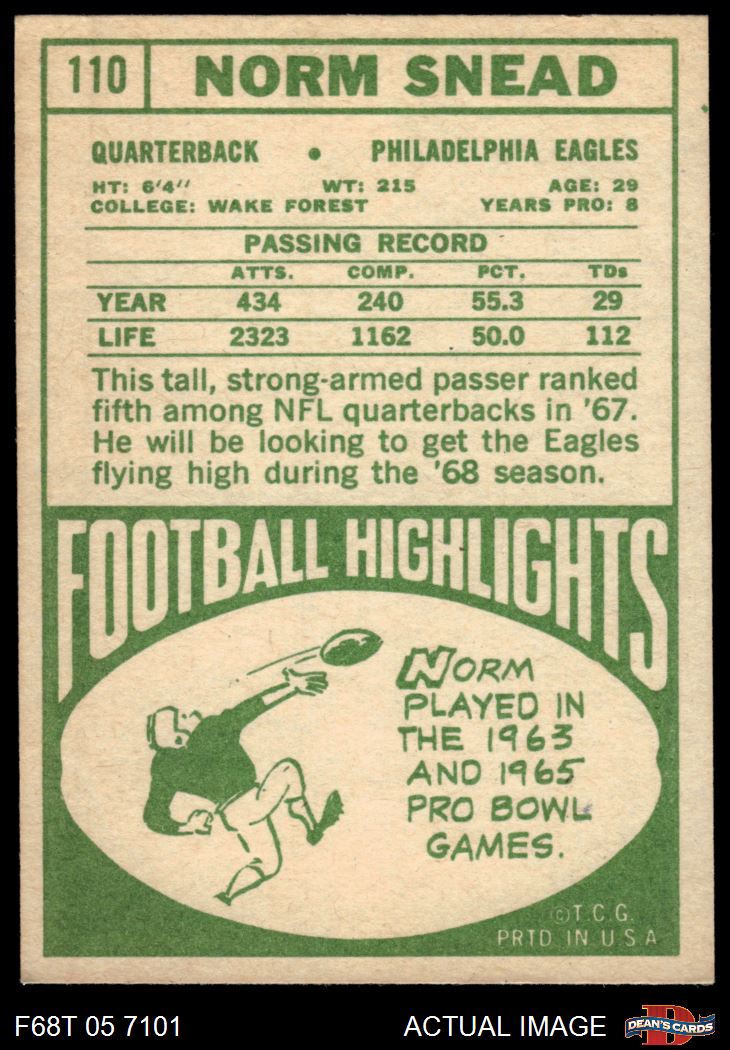 110 NORM SNEAD
QUARTERBACK • PHILADELPHIA EAGLES
HT: 6'4'' WT: 215 AGE: 29
COLLEGE: WAKE FOREST YEARS PRO: 8
PASSING RECORD
ATTS. COMP. PCT. TDs
YEAR 434 240 55.3 29
LIFE 2323 1162 50.0 112
This tall, strong-armed passer ranked
fifth among NFL quarterbacks in '67.
He will be looking to get the Eagles
flying high during the '68 season.
FOOTBALL HIGHLIGHTS
NORM
PLAYED IN
THE 1963
AND 1965
PRO BOWL
GAMES.
©T.C.G.
PRTD IN U S A
F68T 05 7101 ACTUAL IMAGE D DEAN'S CARDS